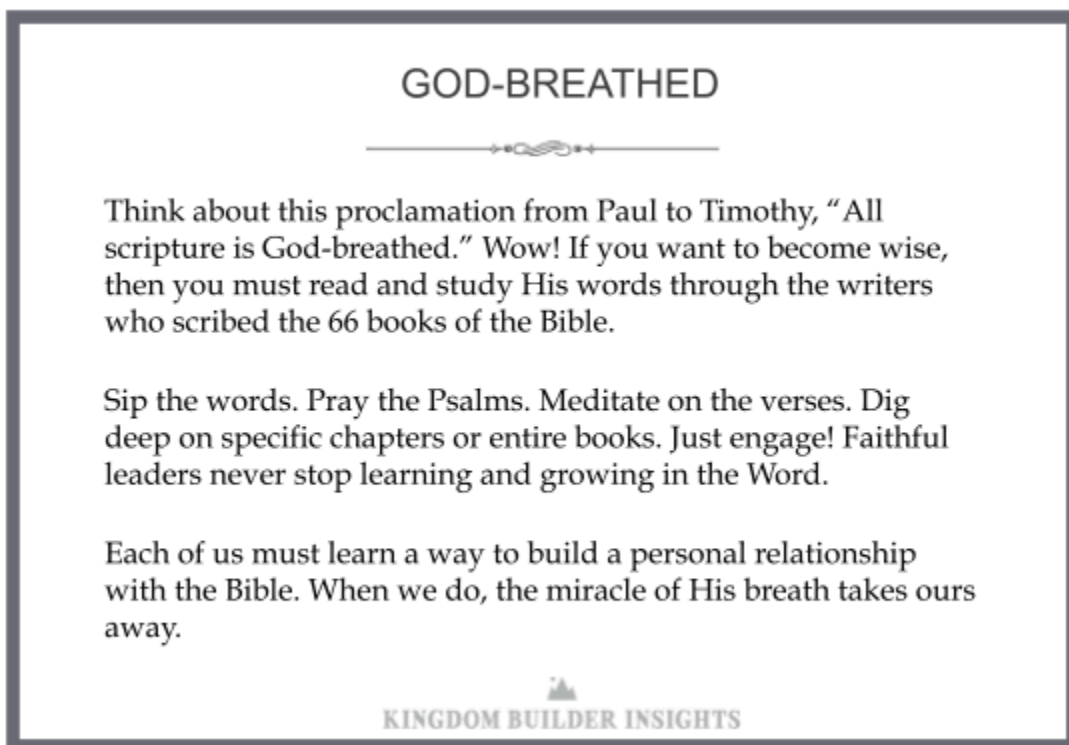 GOD-BREATHED
Think about this proclamation from Paul to Timothy, “All
scripture is God-breathed.” Wow! If you want to become wise,
then you must read and study His words through the writers
who scribed the 66 books of the Bible.
Sip the words. Pray the Psalms. Meditate on the verses. Dig
deep on specific chapters or entire books. Just engage! Faithful
leaders never stop learning and growing in the Word.
Each of us must learn a way to build a personal relationship
with the Bible. When we do, the miracle of His breath takes ours
away.
KINGDOM BUILDER INSIGHTS